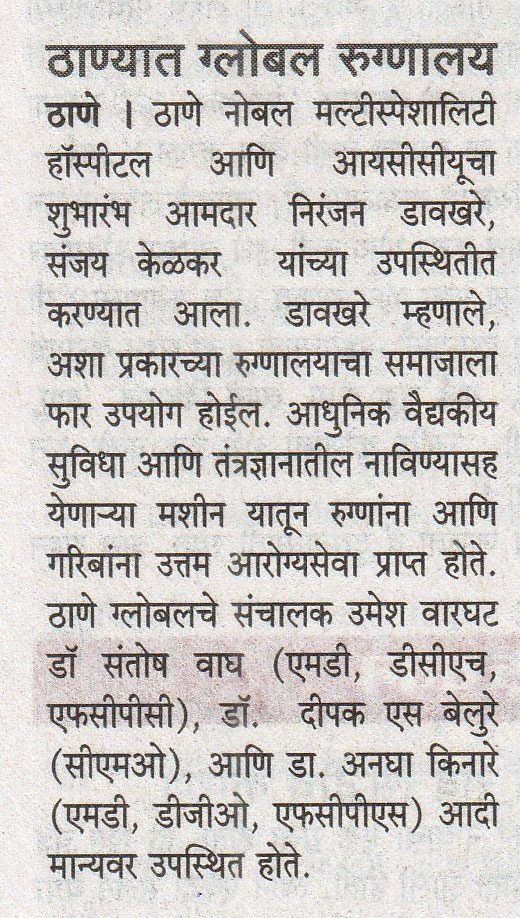 ठाण्यात ग्लोबल रुग्णालय
ठाणे । ठाणे नोबल मल्टीस्पेशालिटी
हॉस्पीटल आणि आयसीसीयूचा
शुभारंभ आमदार निरंजन डावखरे,
संजय केळकर यांच्या उपस्थितीत
करण्यात आला. डावखरे म्हणाले,
अशा प्रकारच्या रुग्णालयाचा समाजाला
फार उपयोग होईल. आधुनिक वैद्यकीय
सुविधा आणि तंत्रज्ञानातील नाविण्यासह
येणाऱ्या मशीन यातून रुग्णांना आणि
गरिबांना उत्तम आरोग्यसेवा प्राप्त होते.
ठाणे ग्लोबलचे संचालक उमेश वारघट
डॉ संतोष वाघ (एमडी, डीसीएच,
एफसीपीसी), डॉ. दीपक एस बेलुरे
(सीएमओ), आणि डा. अनघा किनारे
(एमडी, डीजीओ, एफसीपीएस) आदी
मान्यवर उपस्थित होते.